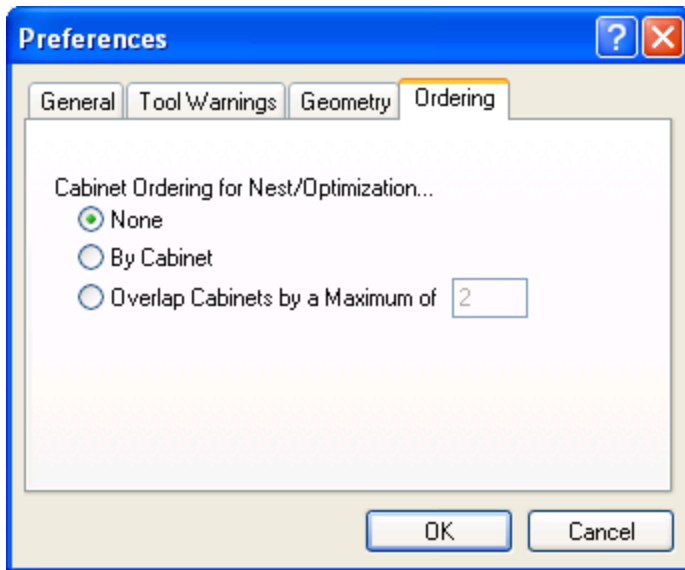 Preferences
?
General Tool Warnings Geometry Ordering
Cabinet Ordering for Nest/Optimization...
None
By Cabinet
Overlap Cabinets by a Maximum of 2
OK Cancel